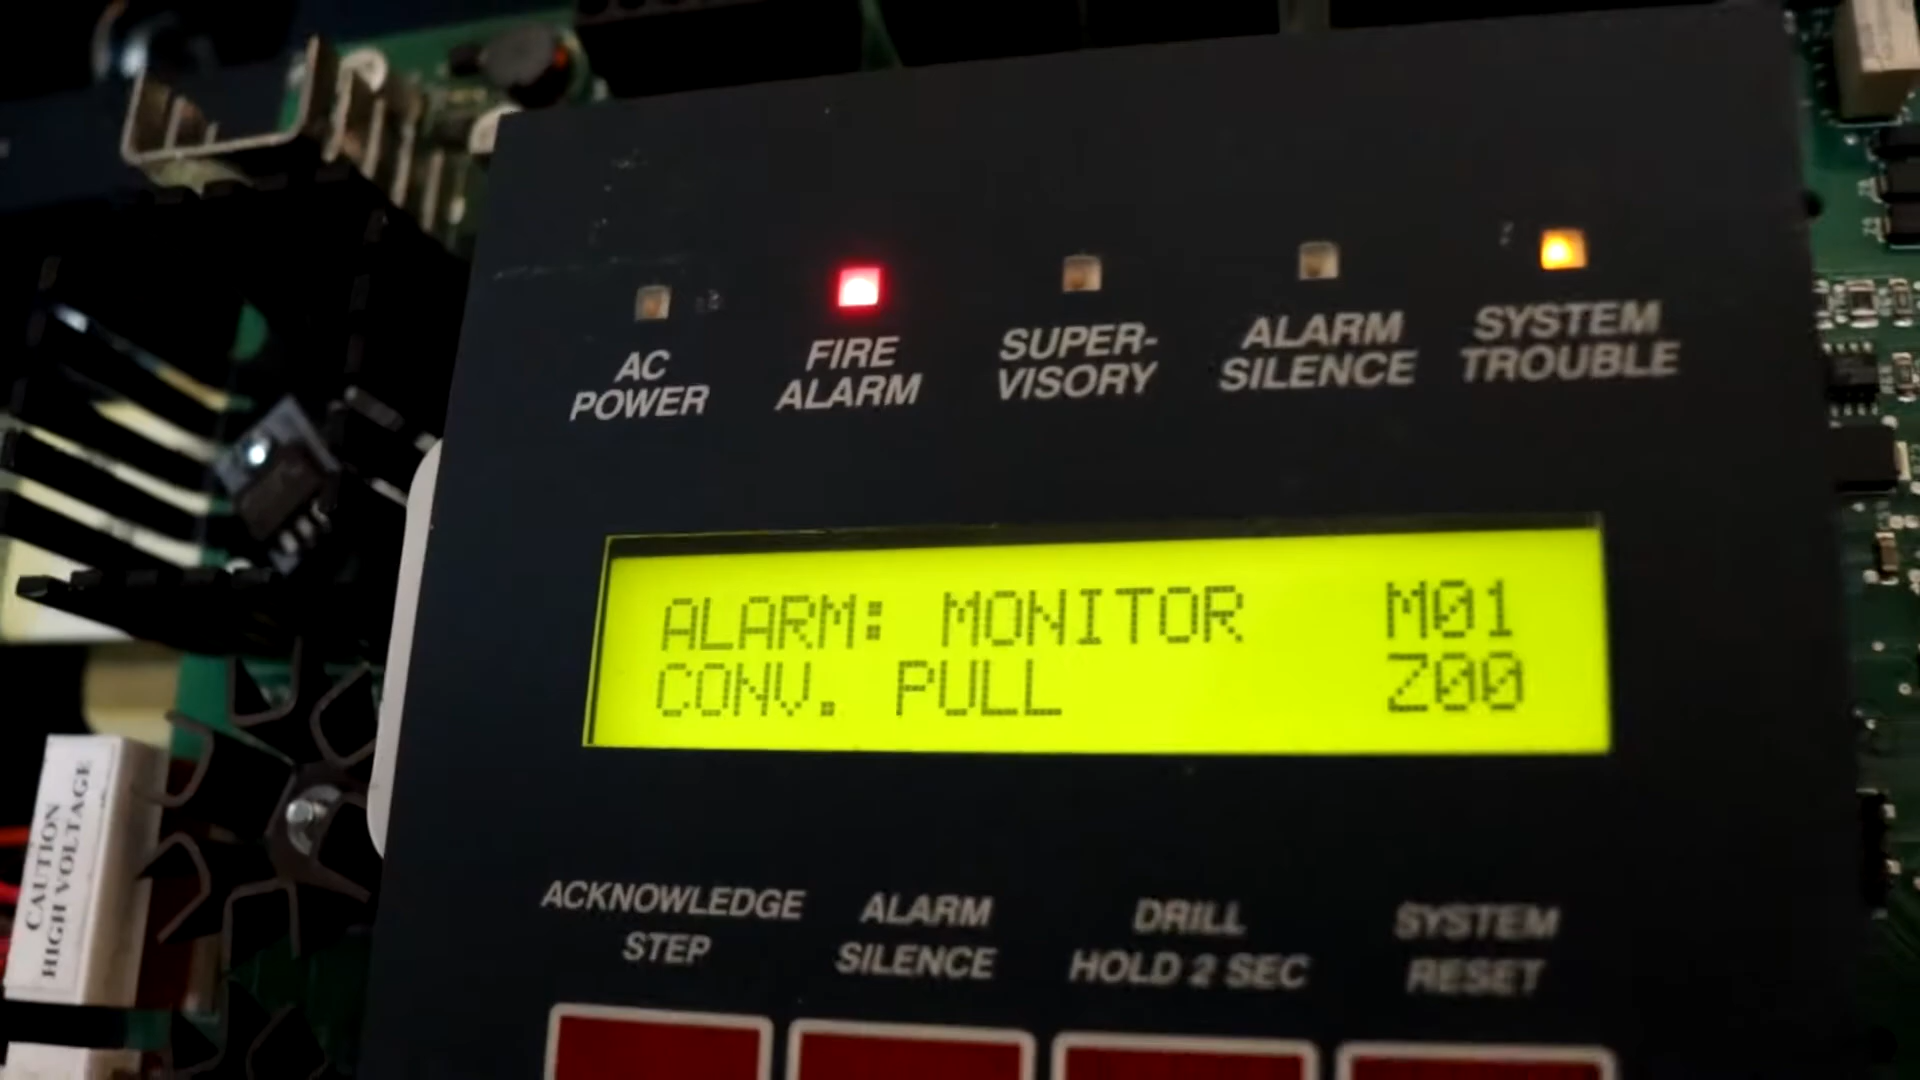 AC
POWER
FIRE
ALARM
SUPER-
VISORY
ALARM
SILENCE
SYSTEM
TROUBLE
ALARM: MONITOR M01
CONV. PULL Z00
ACKNOWLEDGE
STEP
ALARM
SILENCE
DRILL
HOLD 2 SEC
SYSTEM
RESET
CAUTION
HIGH VOLTAGE